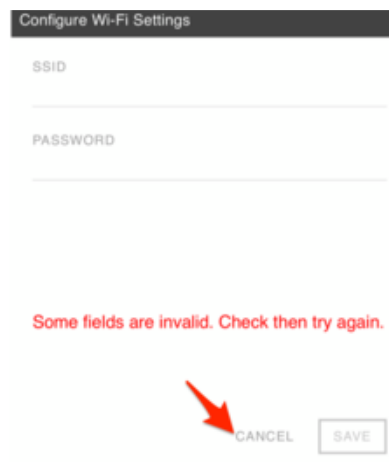 Configure Wi-Fi Settings
SSID
PASSWORD
Some fields are invalid. Check then try again.
CANCEL SAVE